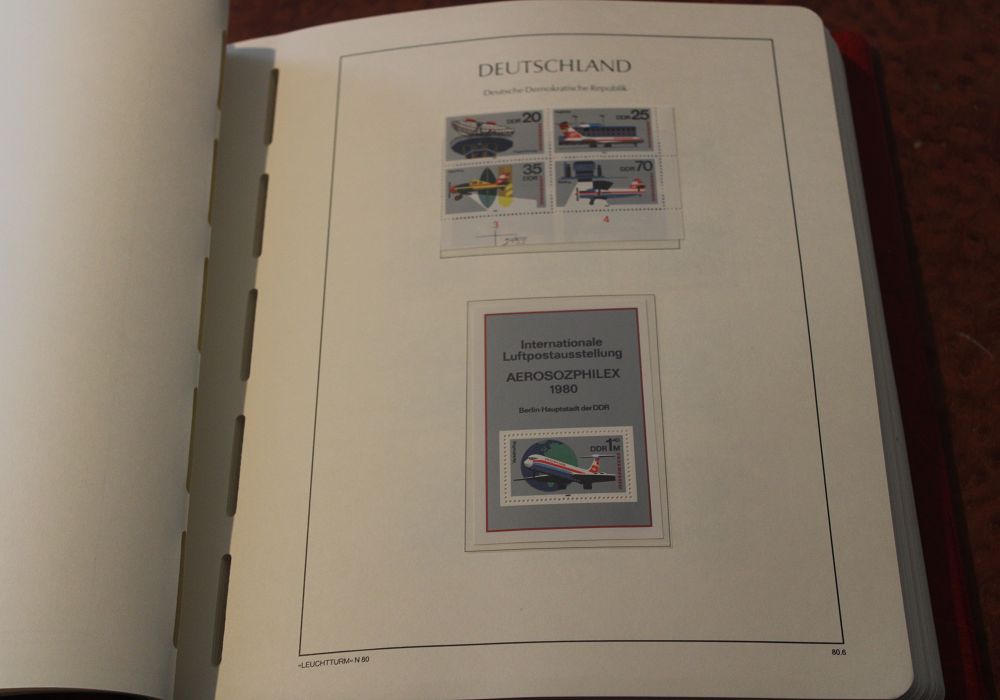 DEUTSCHLAND
Deutsche Demokratische Republik
DDR 20
DDR 25
35
DDR
DDR 70
3
4
Internationale
Luftpostausstellung
AEROSOZPHILEX
1980
Berlin-Hauptstadt der DDR
DDR 1 M
»LEUCHTTURM« N 80
80.6